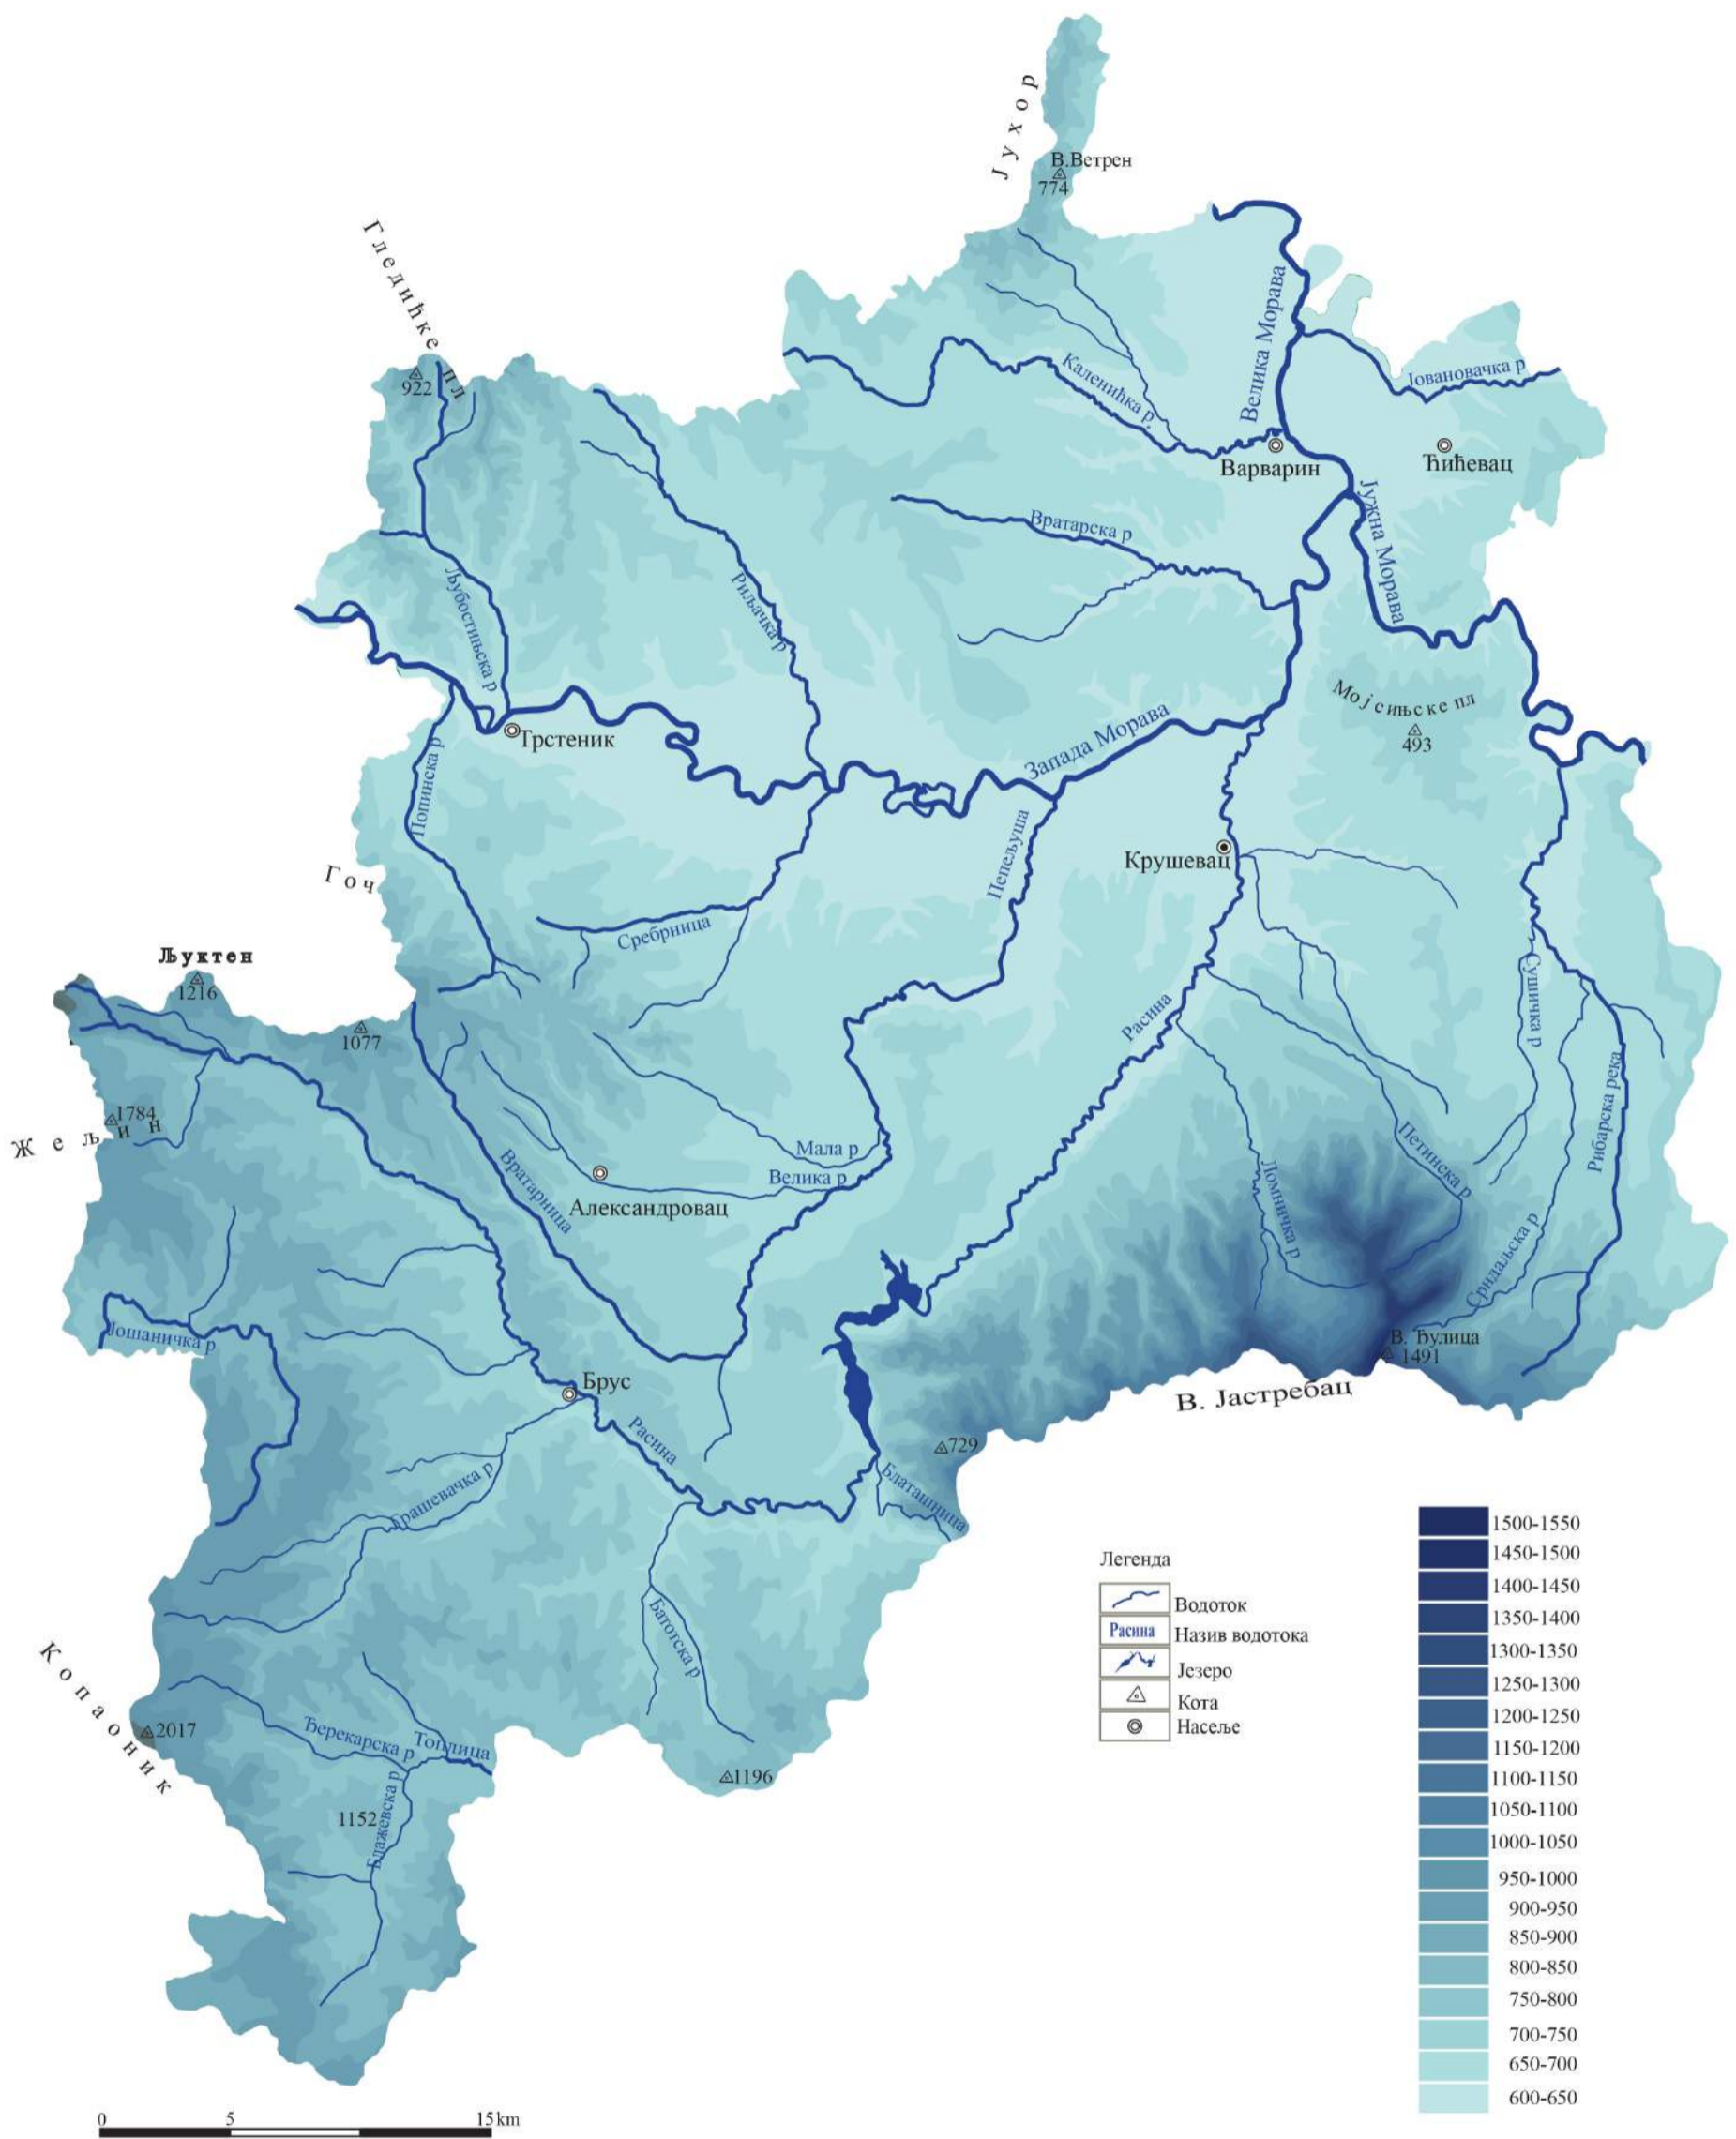 Јухор
В.Ветрен
774
Гледићке пл
922
Велика Морава
Каленићка р.
Јовановачка р
Варварин
Ћићевац
Јужна Морава
Вратарска р
Љубостињска р
Риљачка р
Мојсињске пл
493
Трстеник
Запада Морава
Попинска р
Пепељуша
Крушевац
Гоч
Сребрница
Љуктен
1216
1077
Расина
Сушичка р
Рибарска река
1784
Жељин
Мала р
Велика р
Петинска р
Вратарница
Александровац
Ломничка р
Срндаљска р
Јошаничка р
В. Ђулица
1491
Брус
В. Јастребац
Расина
729
Грашевачка р
Блаташница
Батотска р
Копаоник
2017
Ђерекарска р
Топлица
1196
1152
Блажевска р
Легенда
Водоток
Расина Назив водотока
Језеро
Кота
Насеље
1500-1550
1450-1500
1400-1450
1350-1400
1300-1350
1250-1300
1200-1250
1150-1200
1100-1150
1050-1100
1000-1050
950-1000
900-950
850-900
800-850
750-800
700-750
650-700
600-650
0 5 15 km